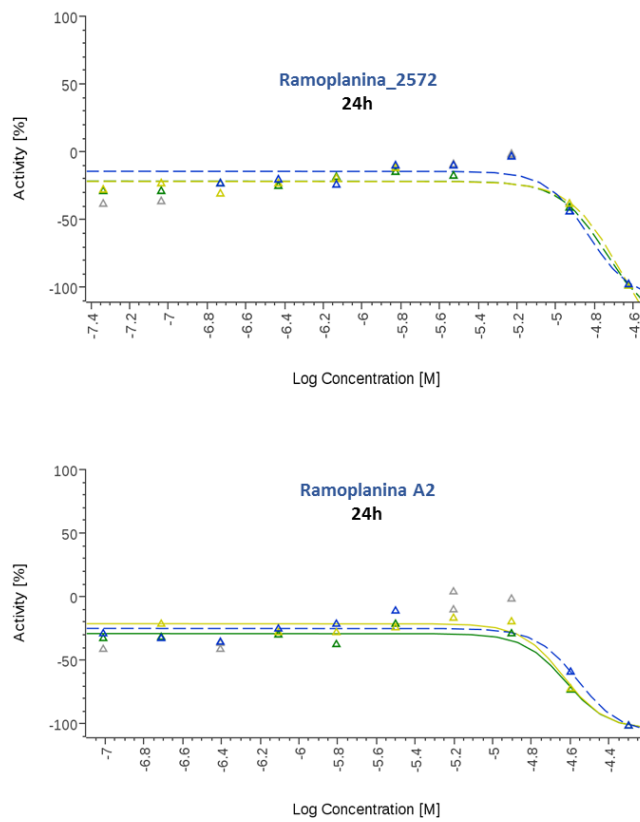 100
Ramoplanina_2572
24h
50
0
-50
-100
Activity [%]
-7.4 -7.2 -7 -6.8 -6.6 -6.4 -6.2 -6 -5.8 -5.6 -5.4 -5.2 -5 -4.8 -4.6
Log Concentration [M]
100
Ramoplanina A2
24h
50
0
-50
-100
Activity [%]
-7 -6.8 -6.6 -6.4 -6.2 -6 -5.8 -5.6 -5.4 -5.2 -5 -4.8 -4.6 -4.4
Log Concentration [M]